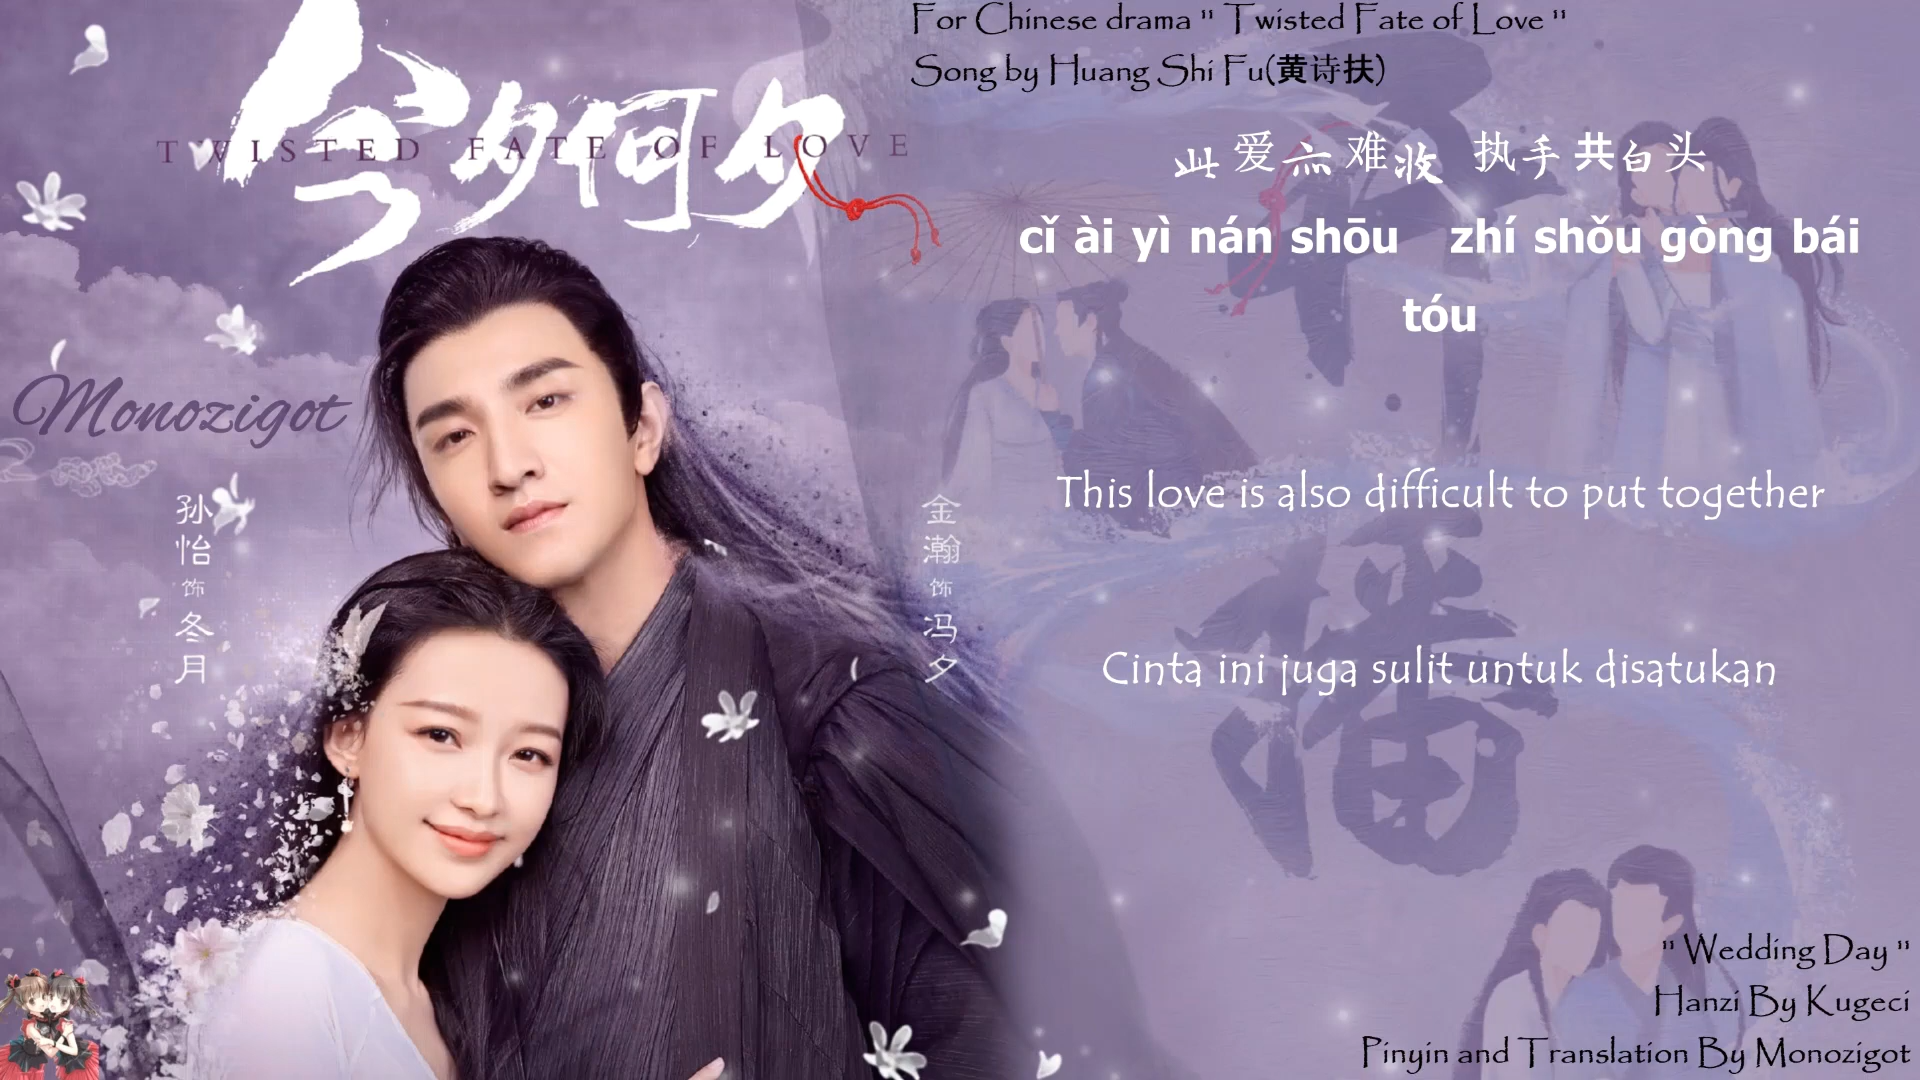 For Chinese drama " Twisted Fate of Love "
Song by Huang Shi Fu(黄诗扶)
今夕何夕
TWISTED FATE OF LOVE
此爱亦难收 执手共白头
cǐ ài yì nán shōu zhí shǒu gòng bái
tóu
Monozigot
孙怡饰冬月
金瀚饰冯夕
This love is also difficult to put together
Cinta ini juga sulit untuk disatukan
播
" Wedding Day "
Hanzi By Kugeci
Pinyin and Translation By Monozigot